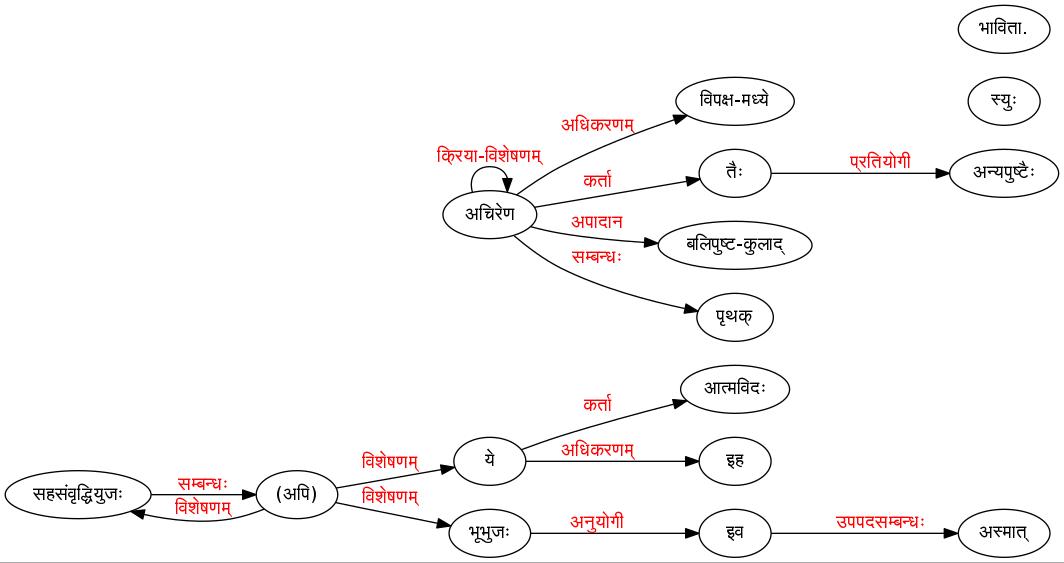 भाविता.
विपक्ष-मध्ये
स्युः
अधिकरणम्
क्रिया-विशेषणम्
कर्ता
तैः
प्रतियोगी
अन्यपुष्टैः
अचिरेण
अपादान
बलिपुष्ट-कुलाद्
सम्बन्धः
पृथक्
आत्मविदः
कर्ता
विशेषणम्
ये
अधिकरणम्
इह
सहसंवृद्धियुजः
सम्बन्धः
विशेषणम्
(अपि)
विशेषणम्
भूभुजः
अनुयोगी
इव
उपपदसम्बन्धः
अस्मात्